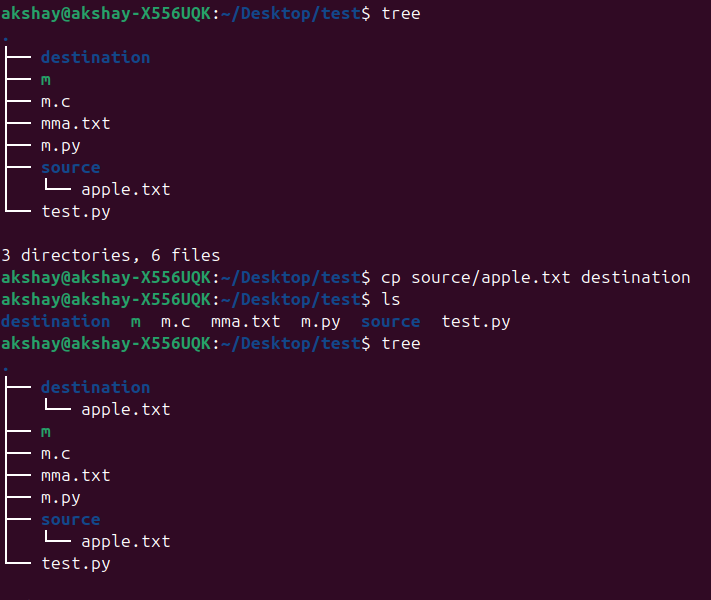 akshay@akshay-X556UQK:~/Desktop/test$ tree
.
├── destination
├── m
├── m.c
├── mma.txt
├── m.py
├── source
│   └── apple.txt
└── test.py
3 directories, 6 files
akshay@akshay-X556UQK:~/Desktop/test$ cp source/apple.txt destination
akshay@akshay-X556UQK:~/Desktop/test$ ls
destination  m  m.c  mma.txt  m.py  source  test.py
akshay@akshay-X556UQK:~/Desktop/test$ tree
.
├── destination
│   └── apple.txt
├── m
├── m.c
├── mma.txt
├── m.py
├── source
│   └── apple.txt
└── test.py